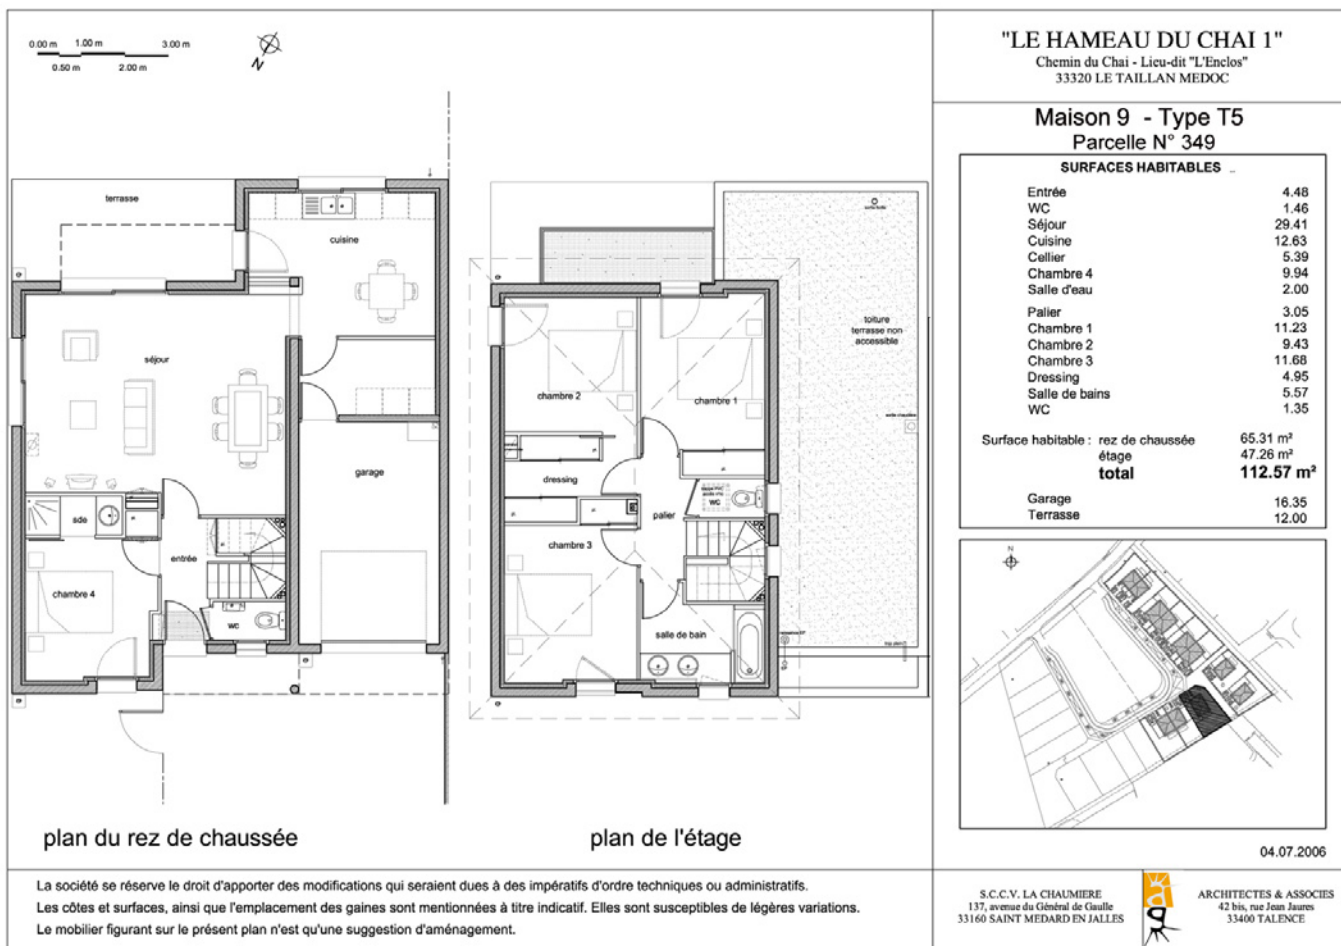 0.00 m 1.00 m 3.00 m
0.50 m 2.00 m
N
terrasse
cuisine
séjour
garage
sde
entrée
chambre 4
WC
plan du rez de chaussée
toiture
terrasse non
accessible
chambre 2
chambre 1
dressing
WC
palier
chambre 3
salle de bain
plan de l'étage
"LE HAMEAU DU CHAI 1"
Chemin du Chai - Lieu-dit "L'Enclos"
33320 LE TAILLAN MEDOC
Maison 9 - Type T5
Parcelle N° 349
SURFACES HABITABLES
Entrée 4.48
WC 1.46
Séjour 29.41
Cuisine 12.63
Cellier 5.39
Chambre 4 9.94
Salle d'eau 2.00
Palier 3.05
Chambre 1 11.23
Chambre 2 9.43
Chambre 3 11.68
Dressing 4.95
Salle de bains 5.57
WC 1.35
Surface habitable : rez de chaussée 65.31 m²
étage 47.26 m²
total 112.57 m²
Garage 16.35
Terrasse 12.00
N
04.07.2006
La société se réserve le droit d'apporter des modifications qui seraient dues à des impératifs d'ordre techniques ou administratifs.
Les côtes et surfaces, ainsi que l'emplacement des gaines sont mentionnées à titre indicatif. Elles sont susceptibles de légères variations.
Le mobilier figurant sur le présent plan n'est qu'une suggestion d'aménagement.
S.C.C.V. LA CHAUMIERE
137, avenue du Général de Gaulle
33160 SAINT MEDARD EN JALLES
ARCHITECTES & ASSOCIES
42 bis, rue Jean Jaures
33400 TALENCE